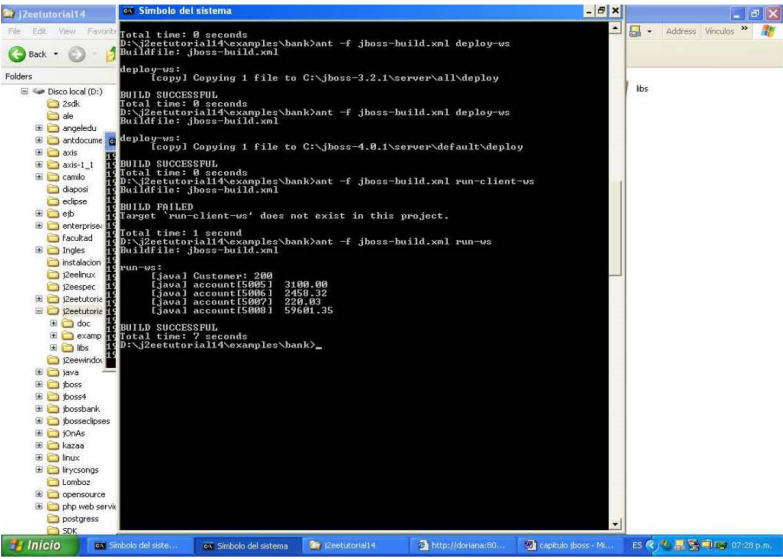 j2eetutorial14
File Edit View Favorit
Back
Folders
Disco local (D:)
2sdk
ale
angeledu
antdocume
axis
axis-1_1
camilo
diaposi
eclipse
ejb
enterprise
facultad
Ingles
instalacion
j2eelinux
j2eespec
j2eetutoria
j2eetutoria
doc
examp
libs
j2eewindov
java
jboss
jboss4
jbossbank
jbosseclipses
jOnAs
kazaa
linux
lirycsongs
Lomboz
opensource
php web servic
postgress
SDK
Símbolo del sistema
Total time: 0 seconds
D:\j2eetutorial14\examples\bank>ant -f jboss-build.xml deploy-ws
Buildfile: jboss-build.xml
deploy-ws:
[copy] Copying 1 file to C:\jboss-3.2.1\server\all\deploy
BUILD SUCCESSFUL
Total time: 0 seconds
D:\j2eetutorial14\examples\bank>ant -f jboss-build.xml deploy-ws
Buildfile: jboss-build.xml
deploy-ws:
[copy] Copying 1 file to C:\jboss-4.0.1\server\default\deploy
BUILD SUCCESSFUL
Total time: 0 seconds
D:\j2eetutorial14\examples\bank>ant -f jboss-build.xml run-client-ws
Buildfile: jboss-build.xml
BUILD FAILED
Target `run-client-ws' does not exist in this project.
Total time: 1 second
D:\j2eetutorial14\examples\bank>ant -f jboss-build.xml run-ws
Buildfile: jboss-build.xml
run-ws:
[java] Customer: 200
[java] account[5005] 3100.00
[java] account[5006] 2458.32
[java] account[5007] 220.03
[java] account[5008] 59601.35
BUILD SUCCESSFUL
Total time: 7 seconds
D:\j2eetutorial14\examples\bank>_
Address Vínculos »
libs
Inicio
Símbolo del siste...
Símbolo del sistema
j2eetutorial14
http://doriana:80...
capitulo jboss - Mi...
ES
07:28 p.m.